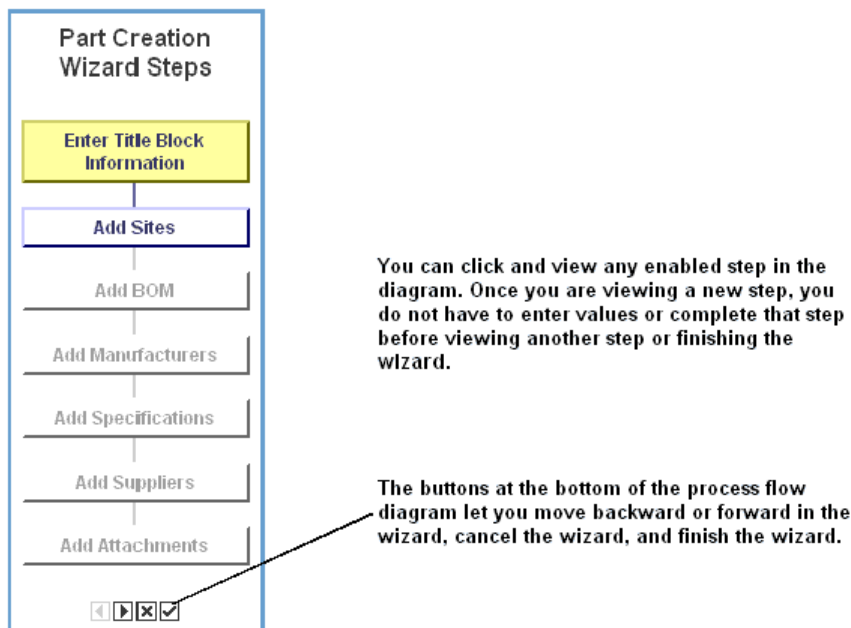 Part Creation
Wizard Steps
Enter Title Block
Information
Add Sites
Add BOM
Add Manufacturers
Add Specifications
Add Suppliers
Add Attachments
You can click and view any enabled step in the
diagram. Once you are viewing a new step, you
do not have to enter values or complete that step
before viewing another step or finishing the
wizard.
The buttons at the bottom of the process flow
diagram let you move backward or forward in the
wizard, cancel the wizard, and finish the wizard.